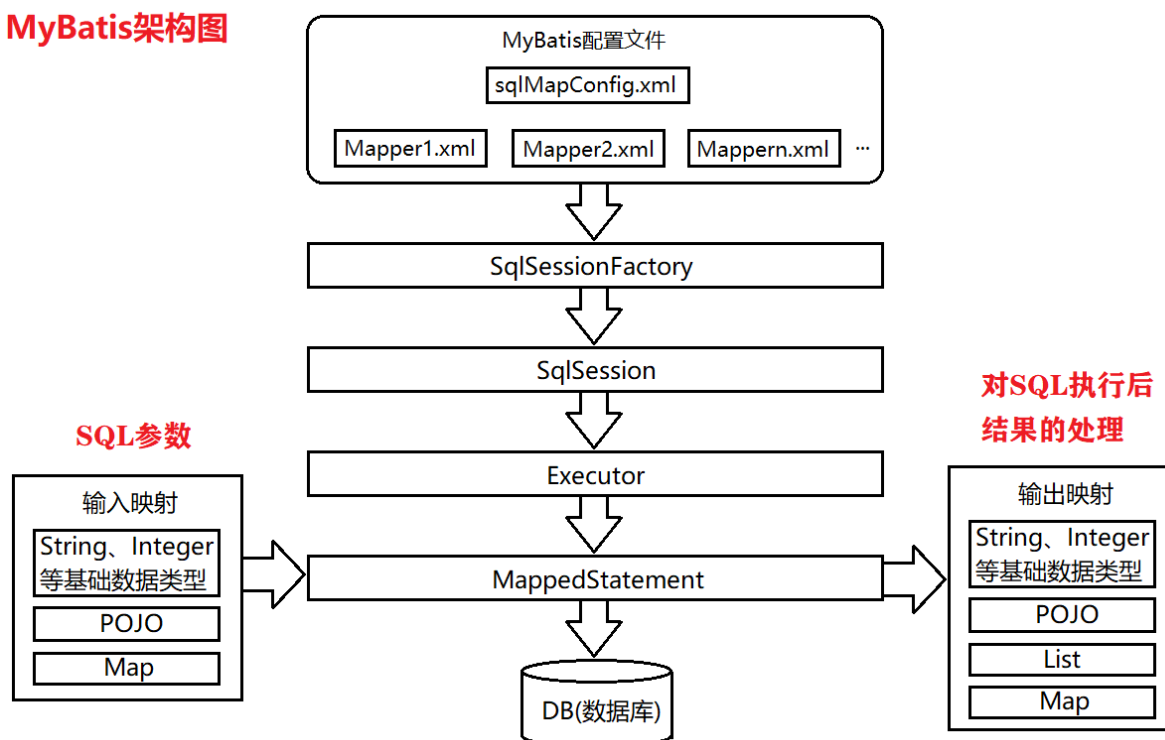 MyBatis架构图
MyBatis配置文件
sqlMapConfig.xml
Mapper1.xml
Mapper2.xml
Mappern.xml
...
SqlSessionFactory
SqlSession
Executor
MappedStatement
DB(数据库)
SQL参数
输入映射
String、Integer
等基础数据类型
POJO
Map
对SQL执行后
结果的处理
输出映射
String、Integer
等基础数据类型
POJO
List
Map